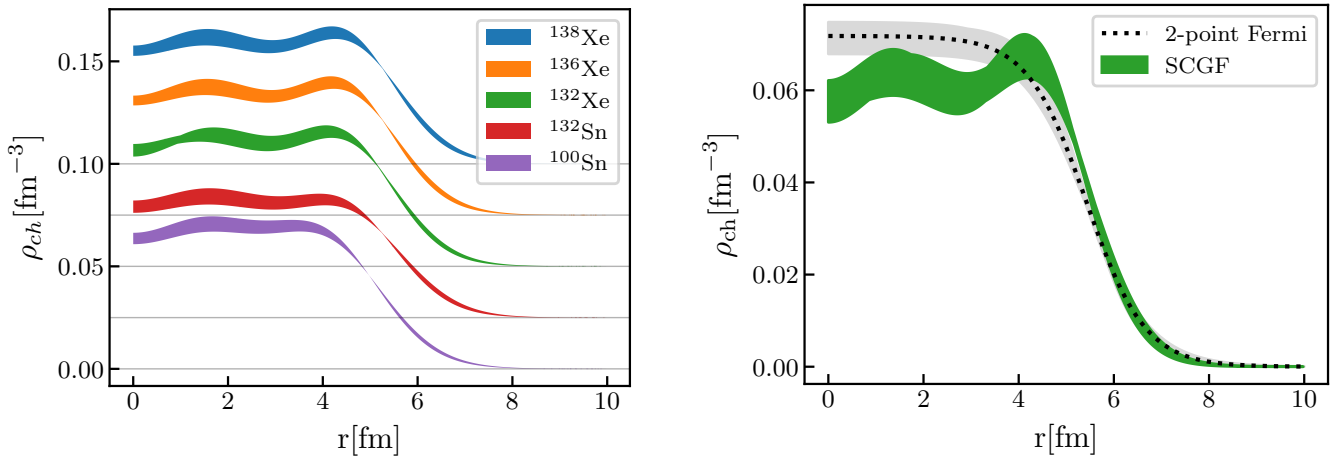 ρ_ch[fm⁻³]
0.15
0.10
0.05
0.00
0
2
4
6
8
10
r[fm]
¹³⁸Xe
¹³⁶Xe
¹³²Xe
¹³²Sn
¹⁰⁰Sn
ρ_ch[fm⁻³]
0.06
0.04
0.02
0.00
0
2
4
6
8
10
r[fm]
2-point Fermi
SCGF